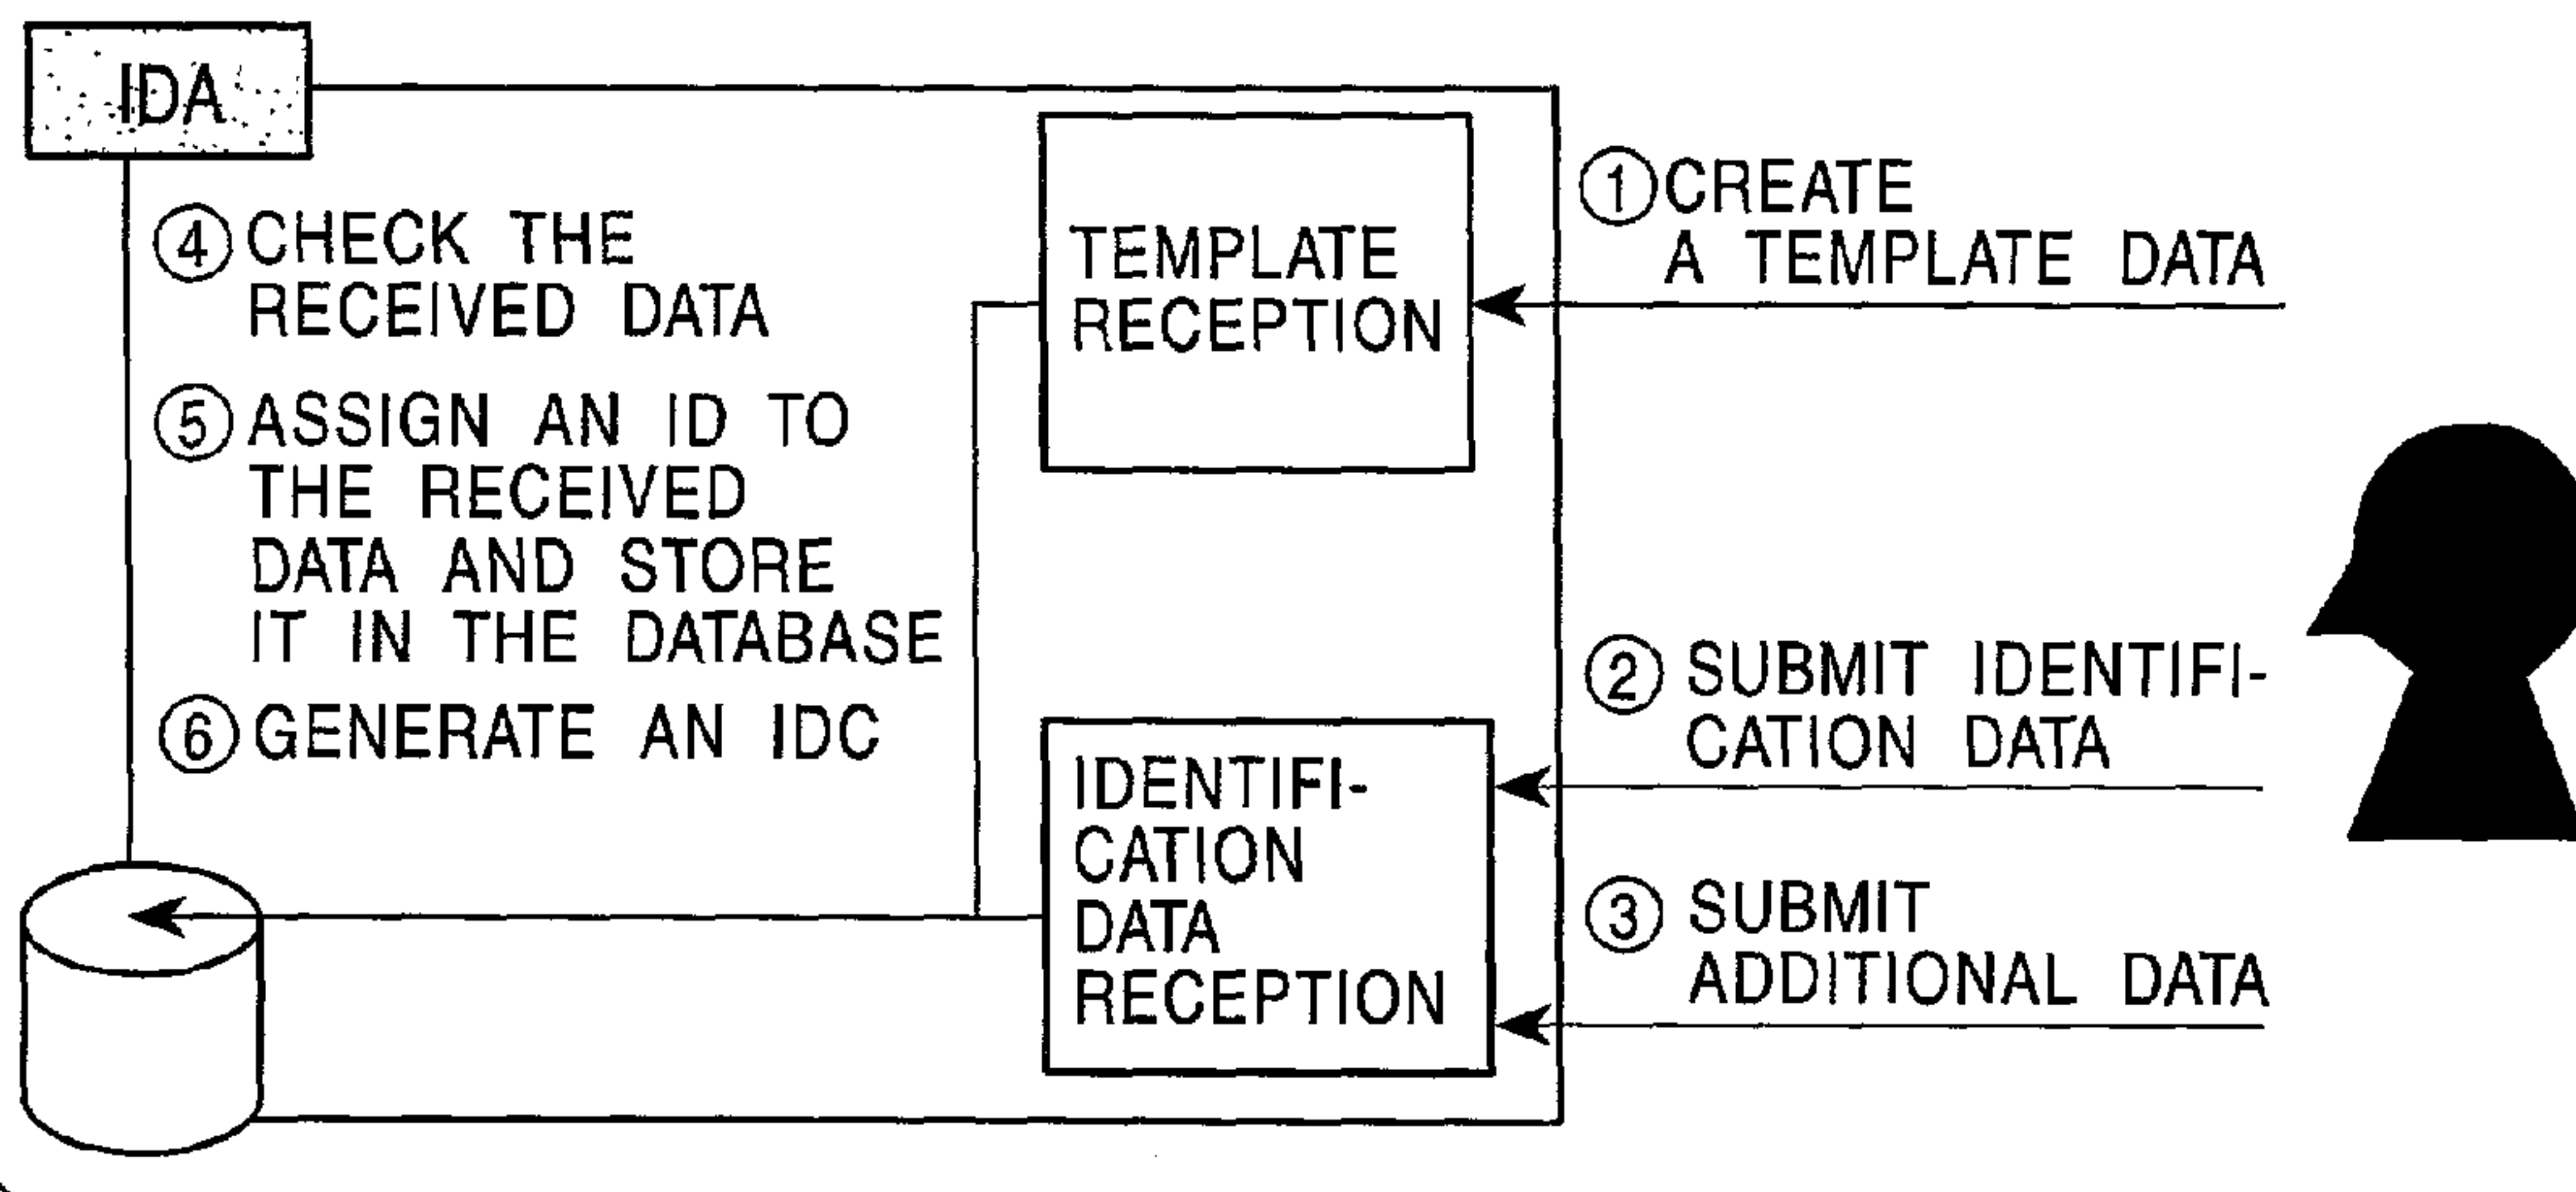 IDA
④ CHECK THE
RECEIVED DATA
⑤ ASSIGN AN ID TO
THE RECEIVED
DATA AND STORE
IT IN THE DATABASE
⑥ GENERATE AN IDC
TEMPLATE
RECEPTION
IDENTIFI-
CATION
DATA
RECEPTION
① CREATE
A TEMPLATE DATA
② SUBMIT IDENTIFI-
CATION DATA
③ SUBMIT
ADDITIONAL DATA